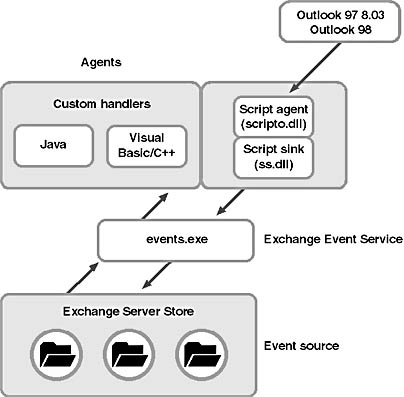 Outlook 97 8.03
Outlook 98
Agents
Custom handlers
Java
Visual
Basic/C++
Script agent
(scripto.dll)
Script sink
(ss.dll)
events.exe
Exchange Event Service
Exchange Server Store
Event source